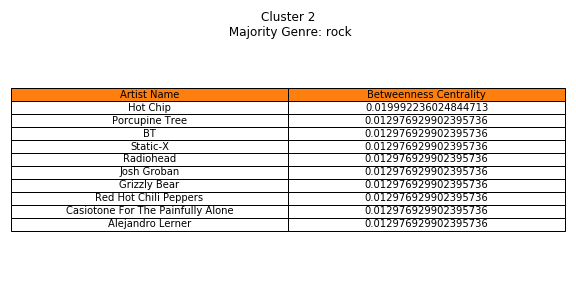 Cluster 2
Majority Genre: rock
Artist Name Betweenness Centrality
Hot Chip 0.019992236024844713
Porcupine Tree 0.012976929902395736
BT 0.012976929902395736
Static-X 0.012976929902395736
Radiohead 0.012976929902395736
Josh Groban 0.012976929902395736
Grizzly Bear 0.012976929902395736
Red Hot Chili Peppers 0.012976929902395736
Casiotone For The Painfully Alone 0.012976929902395736
Alejandro Lerner 0.012976929902395736